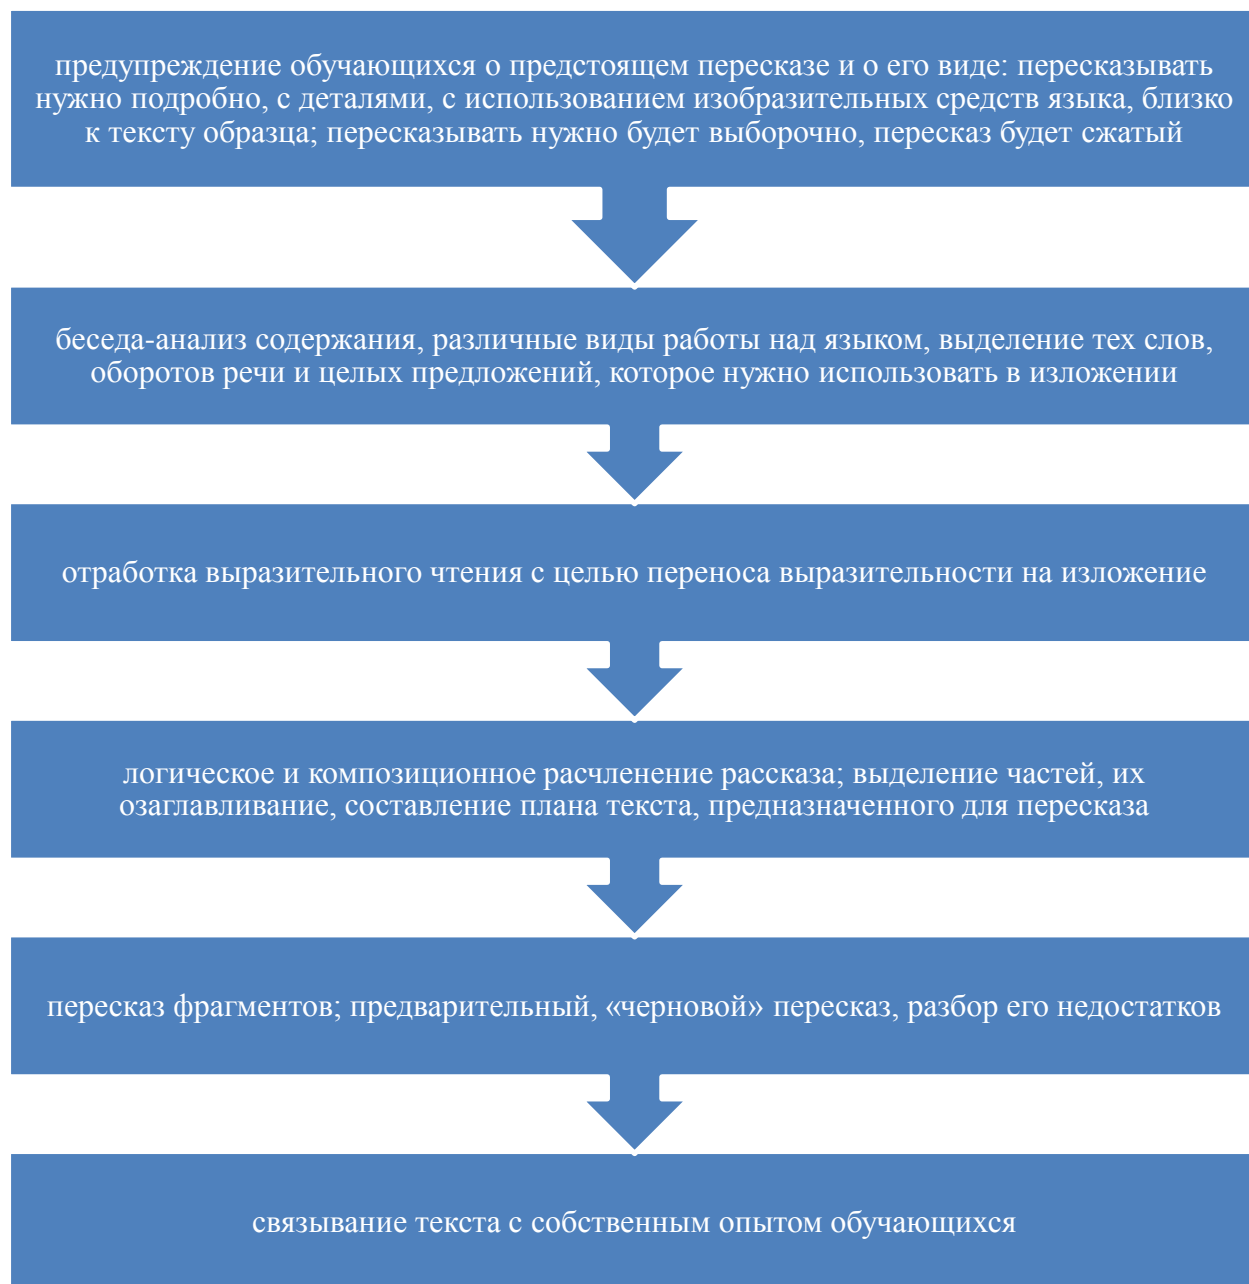 предупреждение обучающихся о предстоящем пересказе и о его виде: пересказывать
нужно подробно, с деталями, с использованием изобразительных средств языка, близко
к тексту образца; пересказывать нужно будет выборочно, пересказ будет сжатый
беседа-анализ содержания, различные виды работы над языком, выделение тех слов,
оборотов речи и целых предложений, которое нужно использовать в изложении
отработка выразительного чтения с целью переноса выразительности на изложение
логическое и композиционное расчленение рассказа; выделение частей, их
озаглавливание, составление плана текста, предназначенного для пересказа
пересказ фрагментов; предварительный, «черновой» пересказ, разбор его недостатков
связывание текста с собственным опытом обучающихся